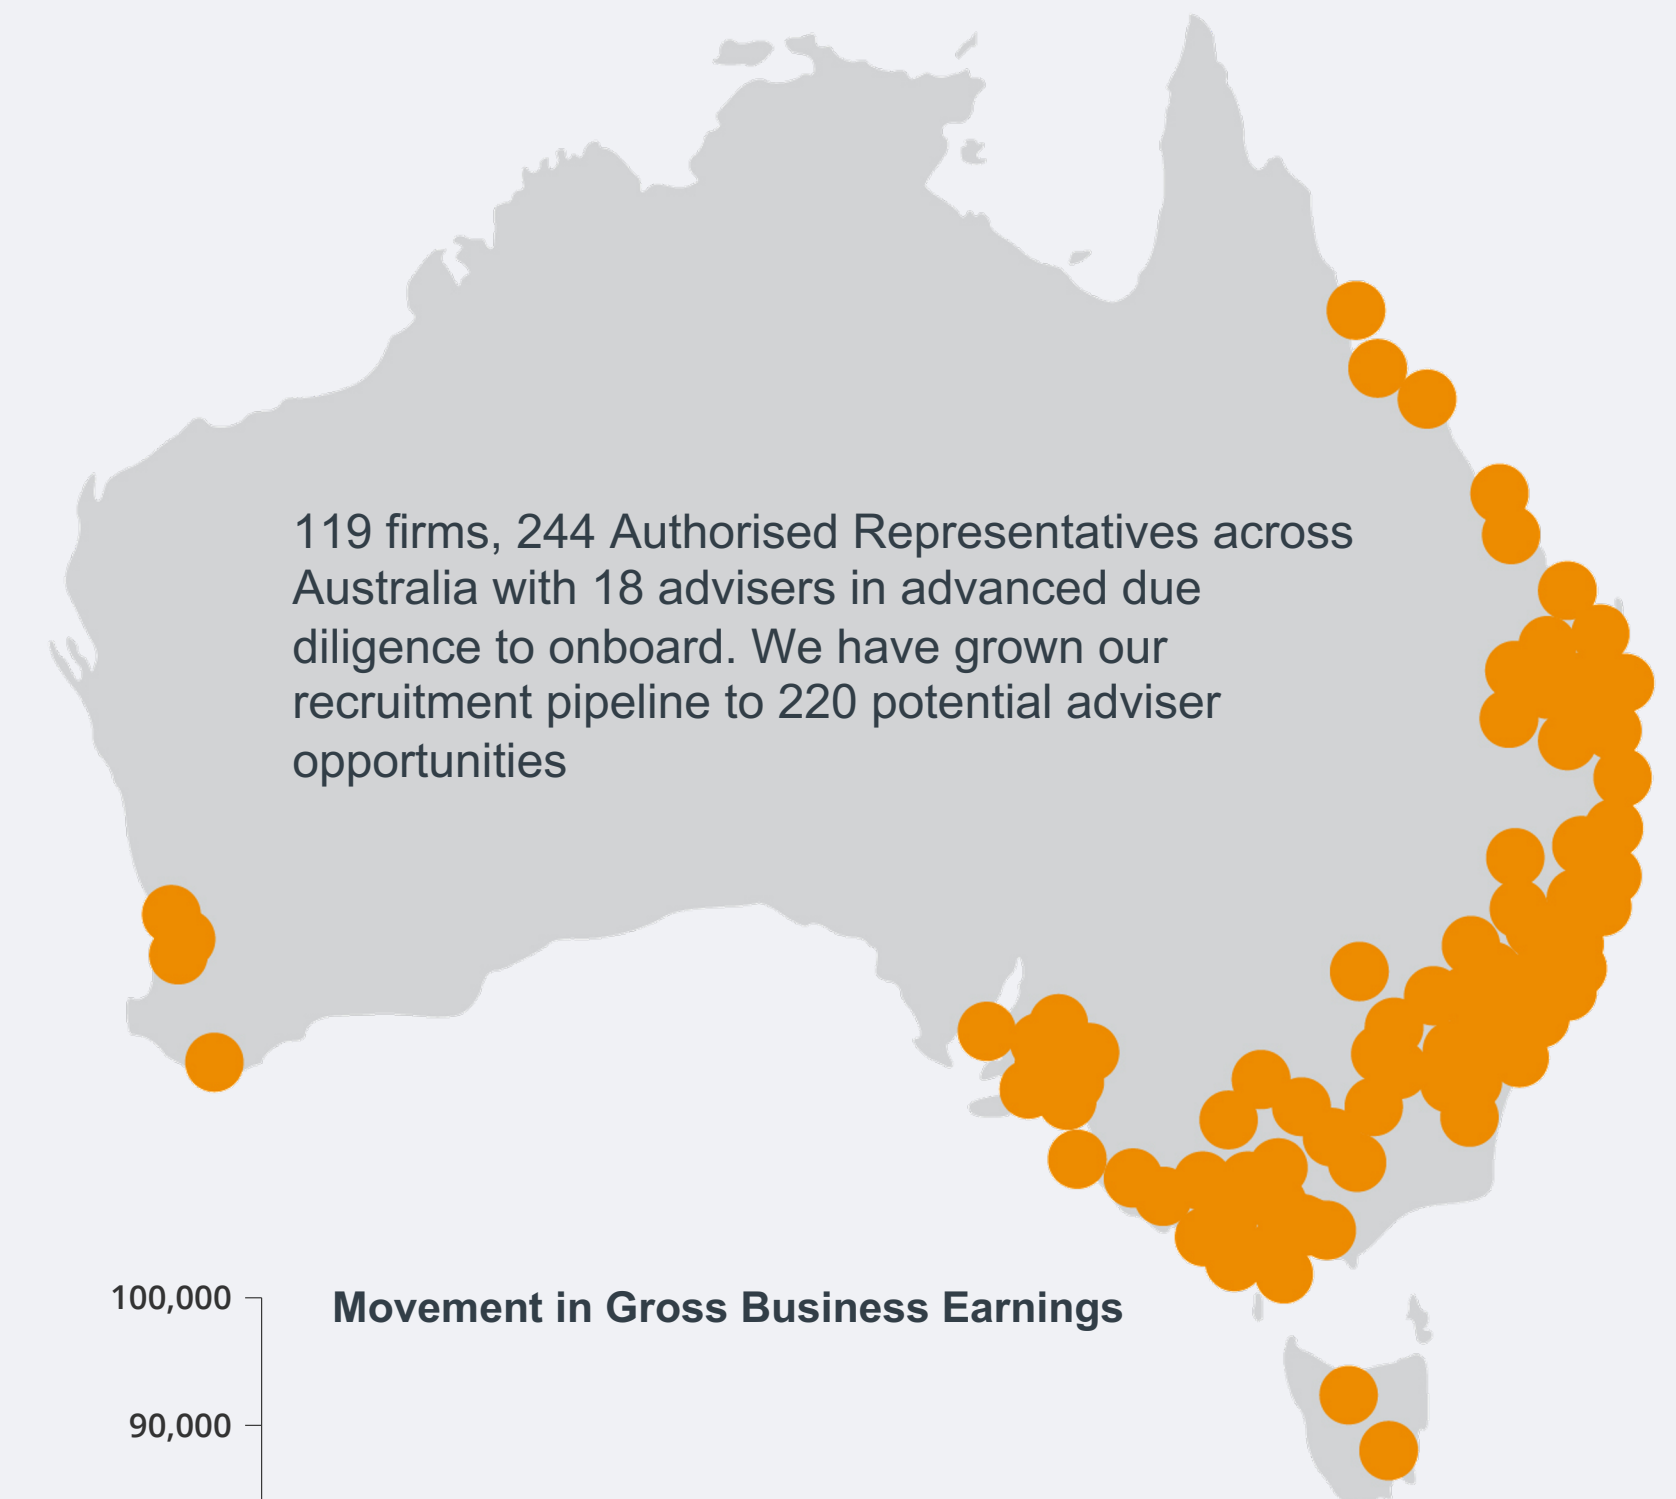 119 firms, 244 Authorised Representatives across
Australia with 18 advisers in advanced due
diligence to onboard. We have grown our
recruitment pipeline to 220 potential adviser
opportunities
Movement in Gross Business Earnings
100,000
90,000